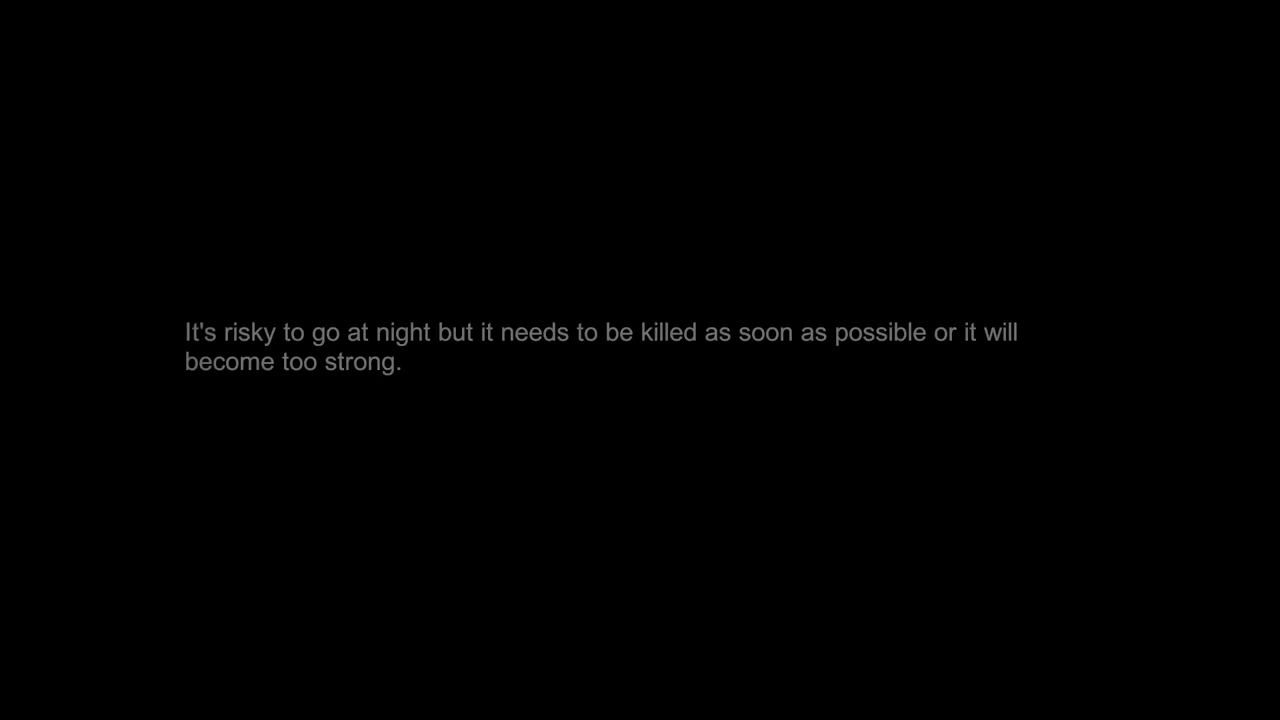 It's risky to go at night but it needs to be killed as soon as possible or it will
become too strong.